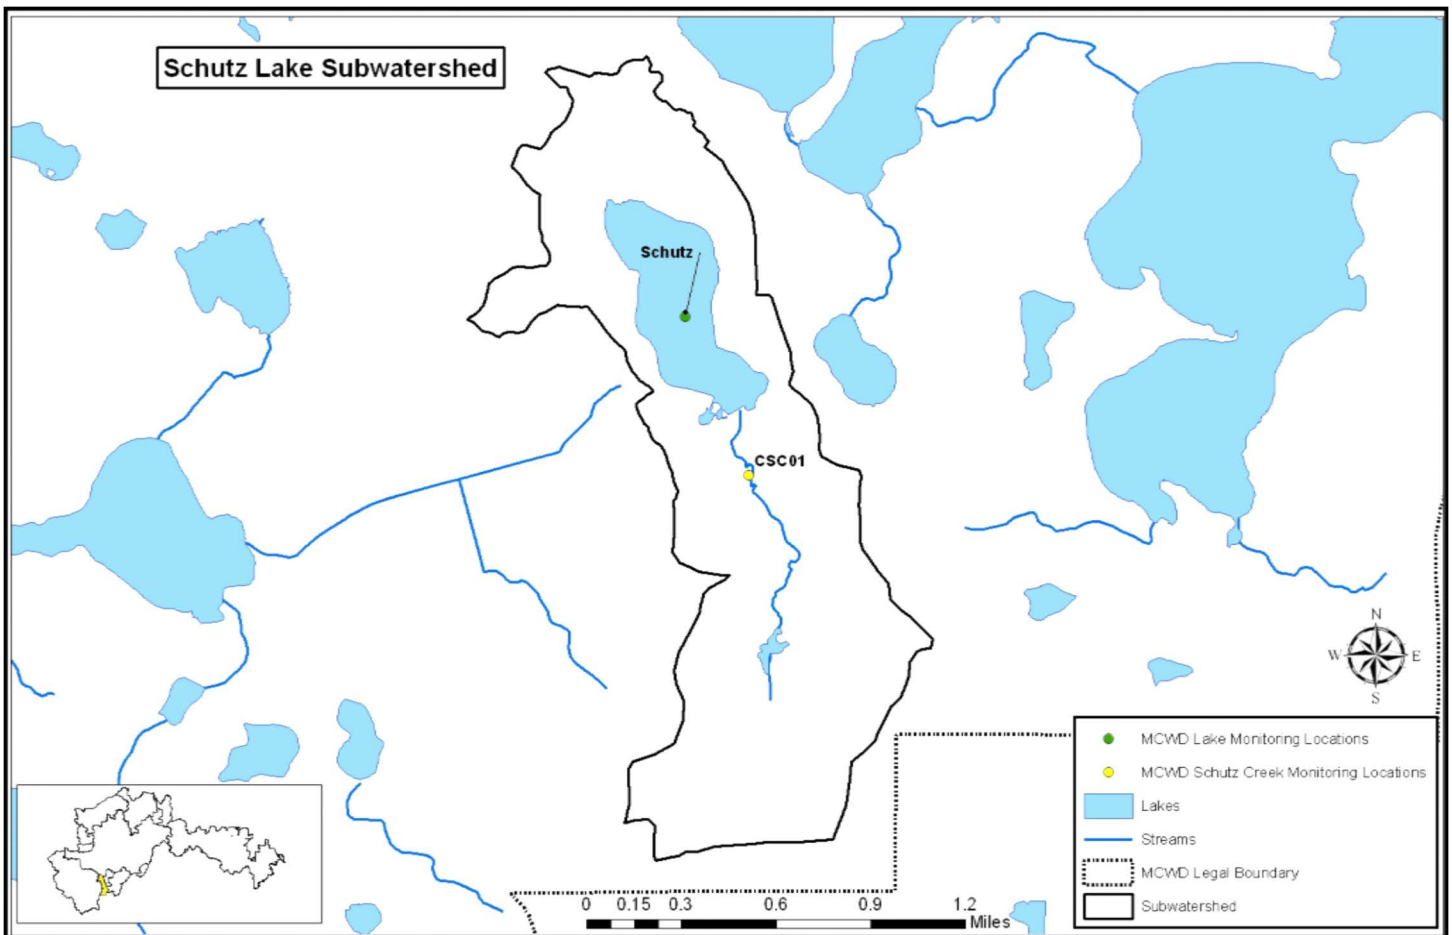 Schutz Lake Subwatershed
Schutz
CSC01
N
W E
S
MCWD Lake Monitoring Locations
MCWD Schutz Creek Monitoring Locations
Lakes
Streams
MCWD Legal Boundary
Subwatershed
0 0.15 0.3 0.6 0.9 1.2
Miles